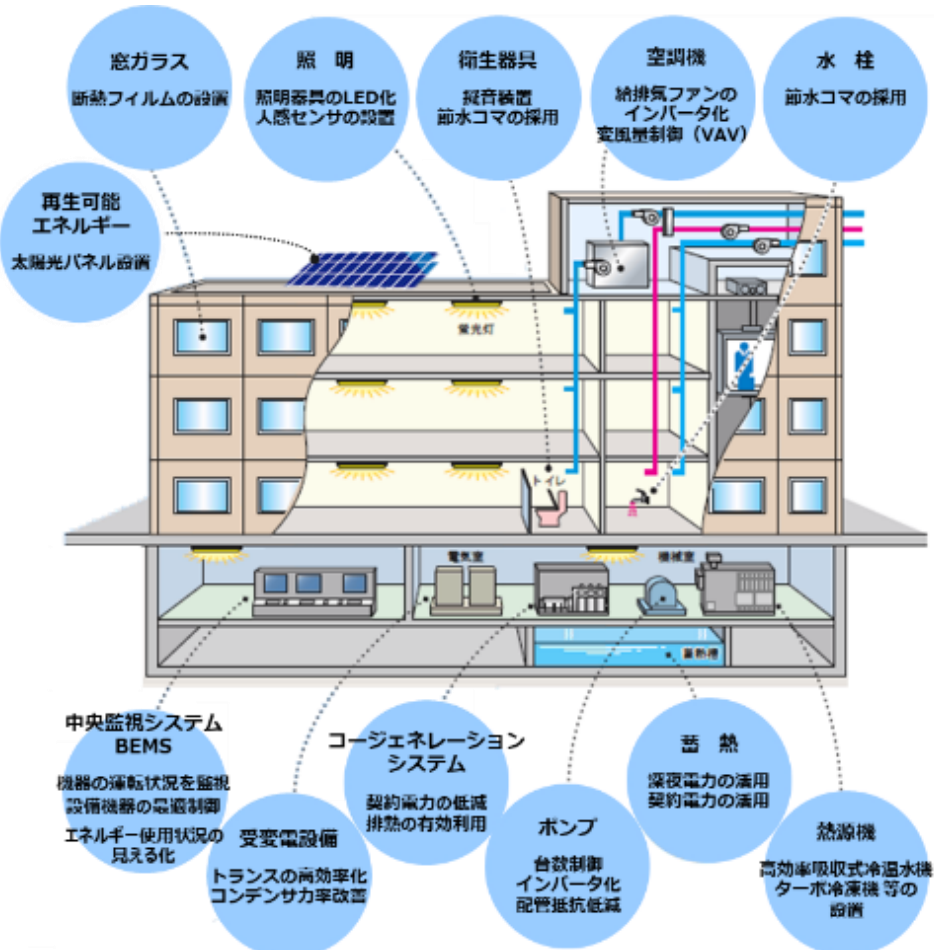 窓ガラス
断熱フィルムの設置
照　明
照明器具のLED化
人感センサの設置
衛生器具
擬音装置
節水コマの採用
空調機
給排気ファンの
インバータ化
変風量制御（VAV）
水　栓
節水コマの採用
再生可能
エネルギー
太陽光パネル設置
蛍光灯
トイレ
電気室
機械室
蓄熱槽
中央監視システム
BEMS
機器の運転状況を監視
設備機器の最適制御
エネルギー使用状況の
見える化
受変電設備
トランスの高効率化
コンデンサ力率改善
コージェネレーション
システム
契約電力の低減
排熱の有効利用
ポンプ
台数制御
インバータ化
配管抵抗低減
蓄　熱
深夜電力の活用
契約電力の活用
熱源機
高効率吸収式冷温水機
ターボ冷凍機等の
設置